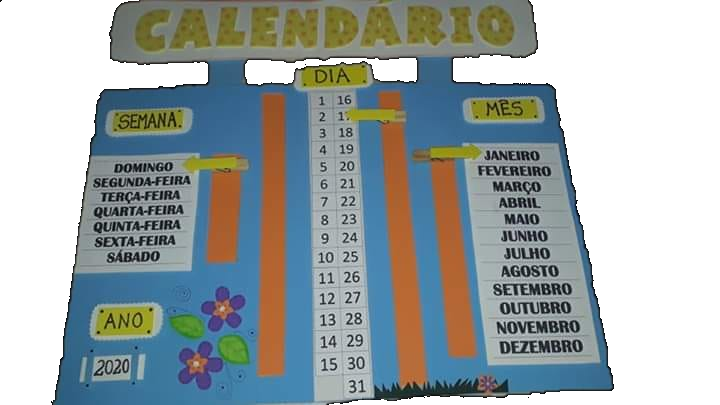 CALENDÁRIO
DIA
SEMANA
MÊS
DOMINGO
SEGUNDA-FEIRA
TERÇA-FEIRA
QUARTA-FEIRA
QUINTA-FEIRA
SEXTA-FEIRA
SÁBADO
ANO
2020
1 16
2 17
3 18
4 19
5 20
6 21
7 22
8 23
9 24
10 25
11 26
12 27
13 28
14 29
15 30
31
JANEIRO
FEVEREIRO
MARÇO
ABRIL
MAIO
JUNHO
JULHO
AGOSTO
SETEMBRO
OUTUBRO
NOVEMBRO
DEZEMBRO